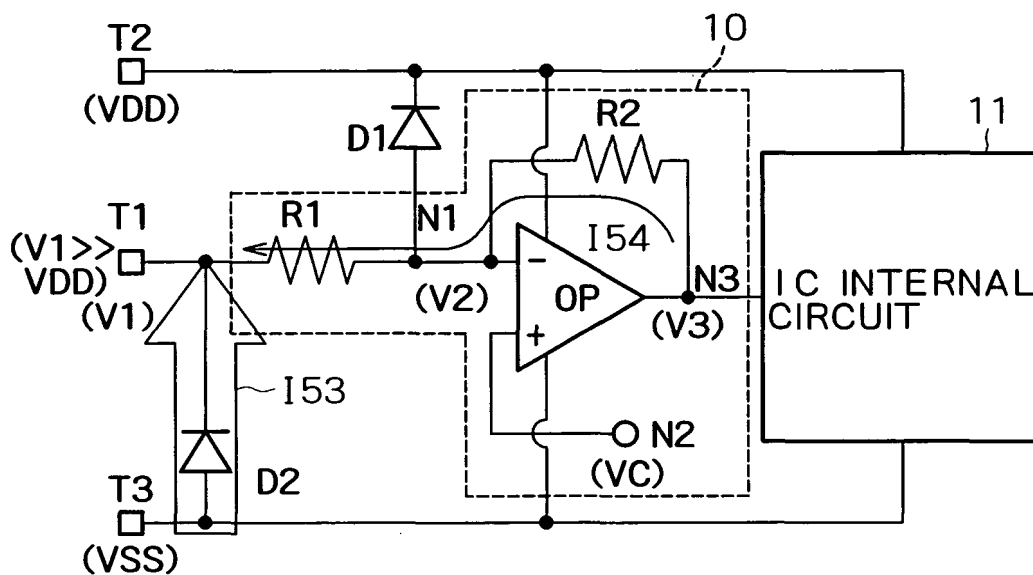 T2
(VDD)
10
D1
R2
11
T1
(V1>>
VDD)
(V1)
R1
N1
I54
(V2)
−
OP
+
N3
(V3)
IC INTERNAL
CIRCUIT
I53
N2
(VC)
D2
T3
(VSS)